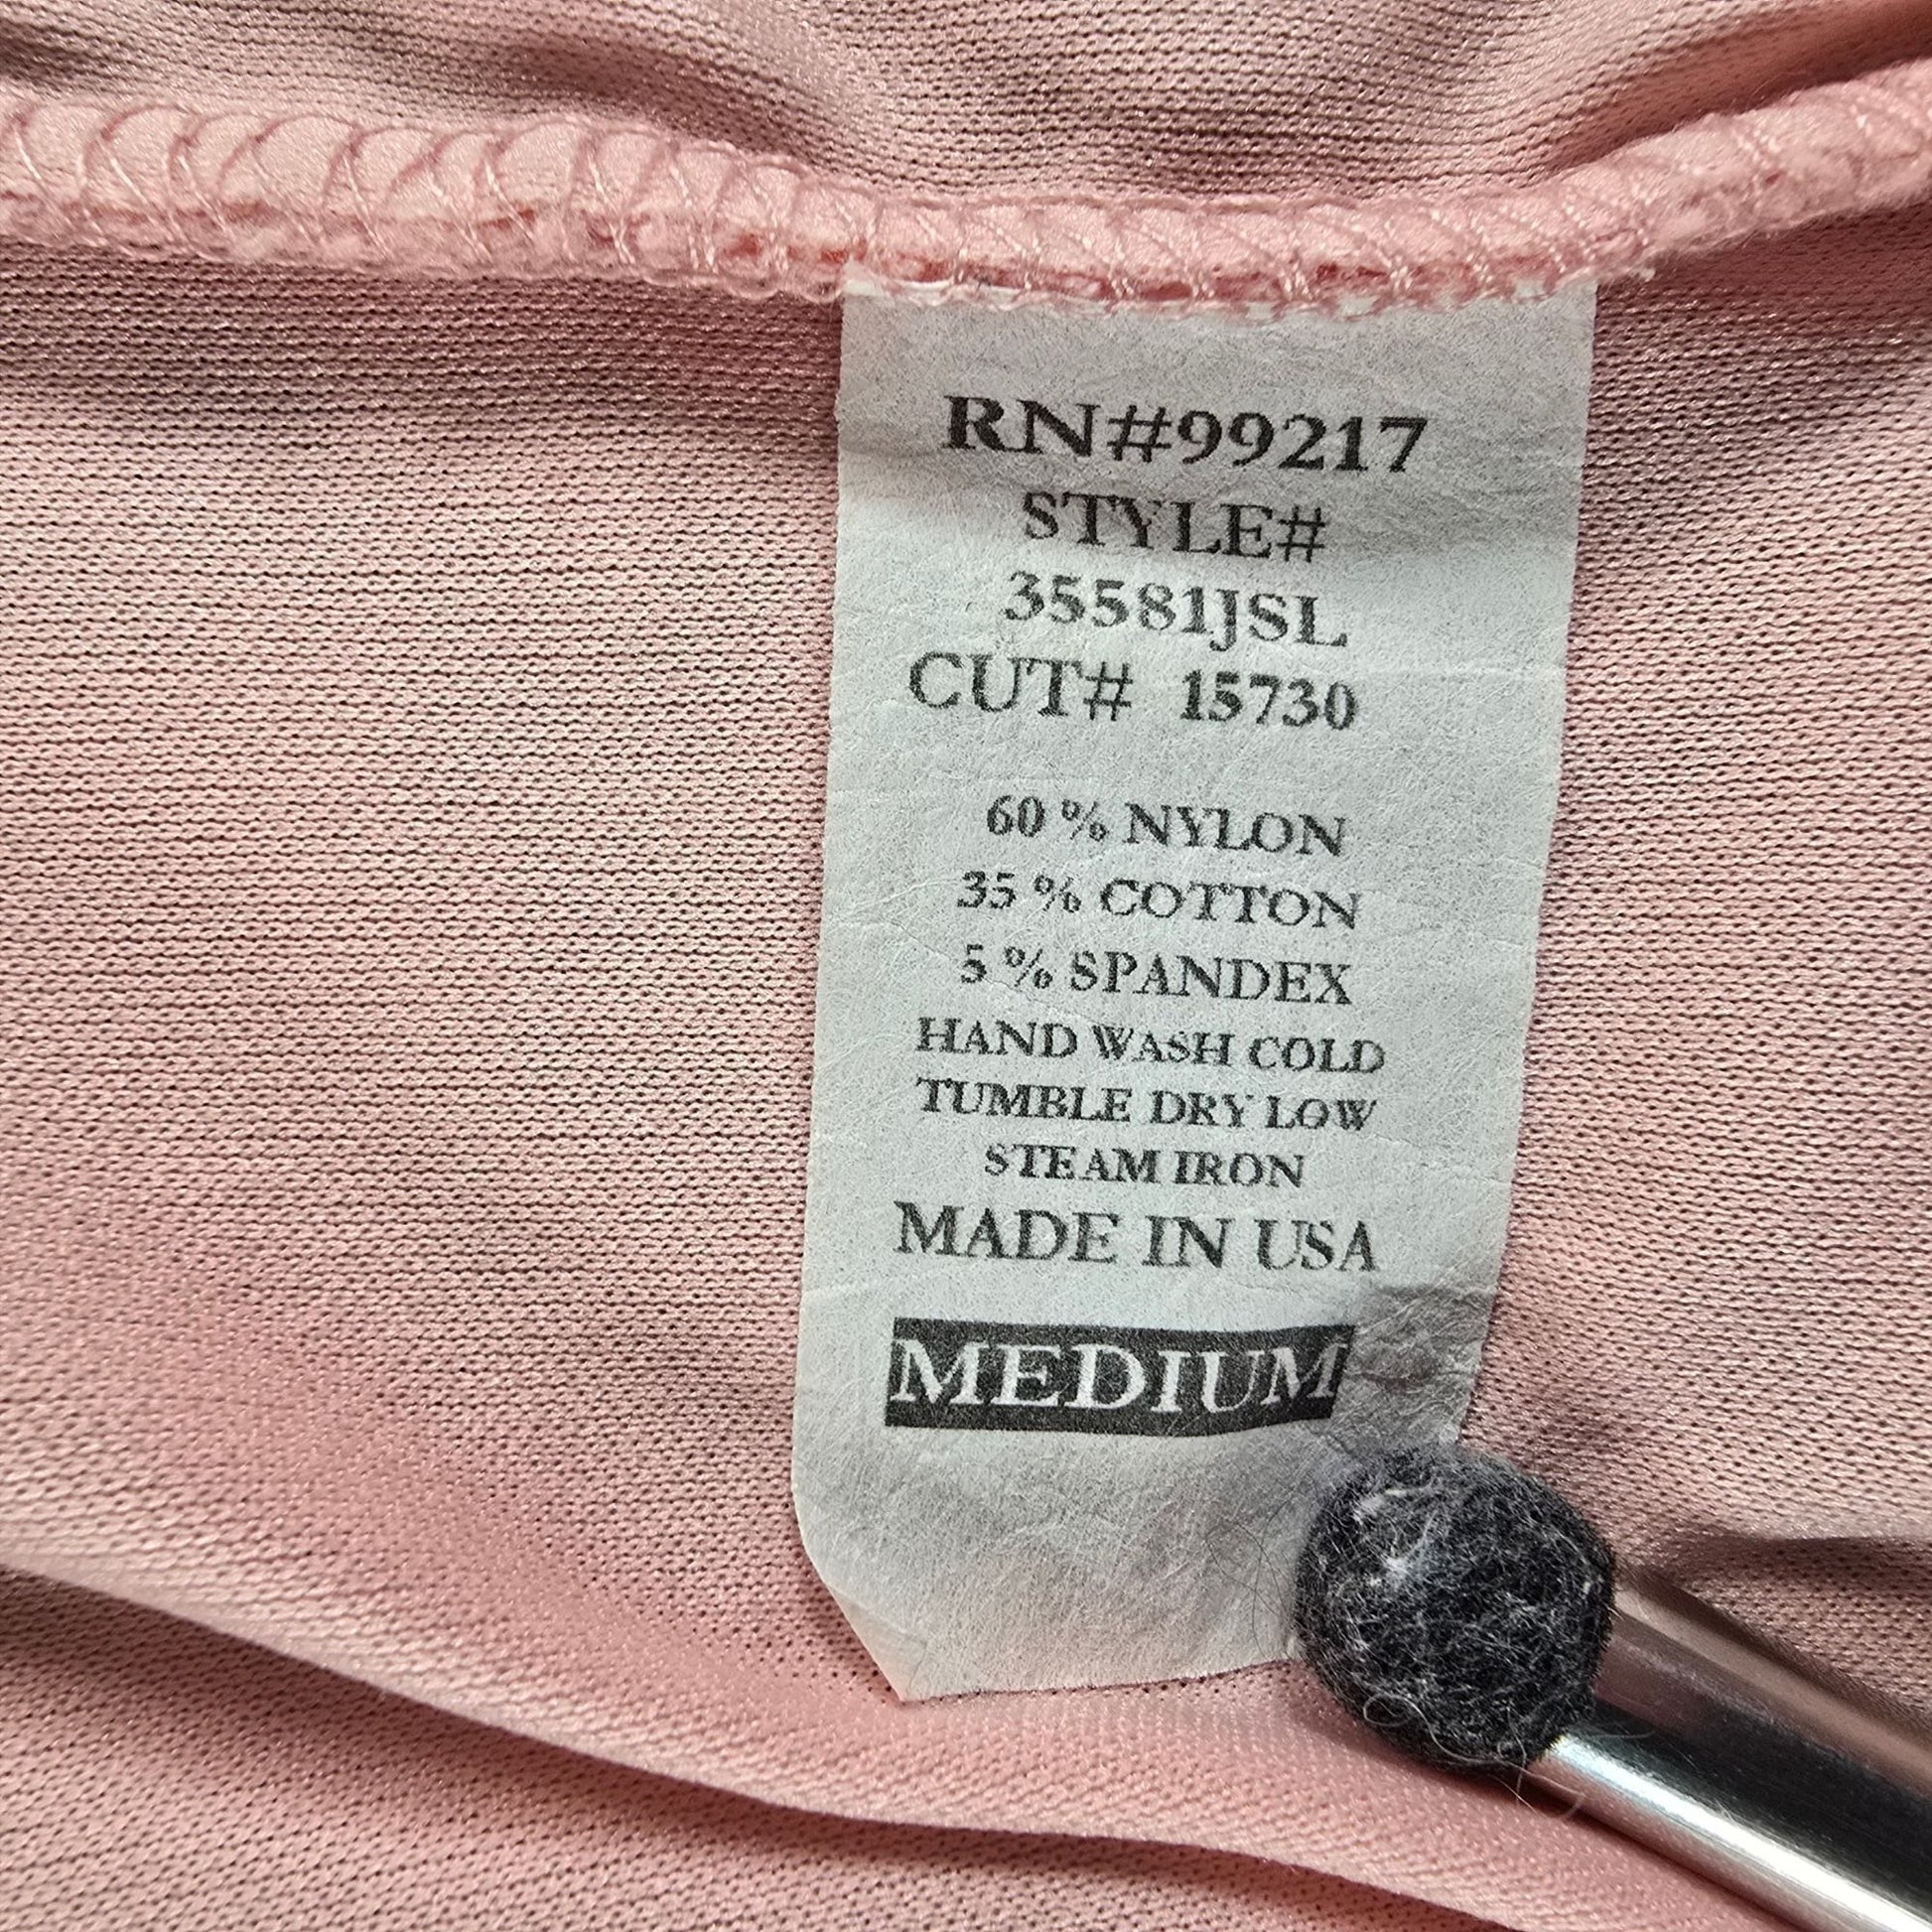 RN#99217
STYLE#
35581JSL
CUT# 15730
60 % NYLON
35 % COTTON
5 % SPANDEX
HAND WASH COLD
TUMBLE DRY LOW
STEAM IRON
MADE IN USA
MEDIUM